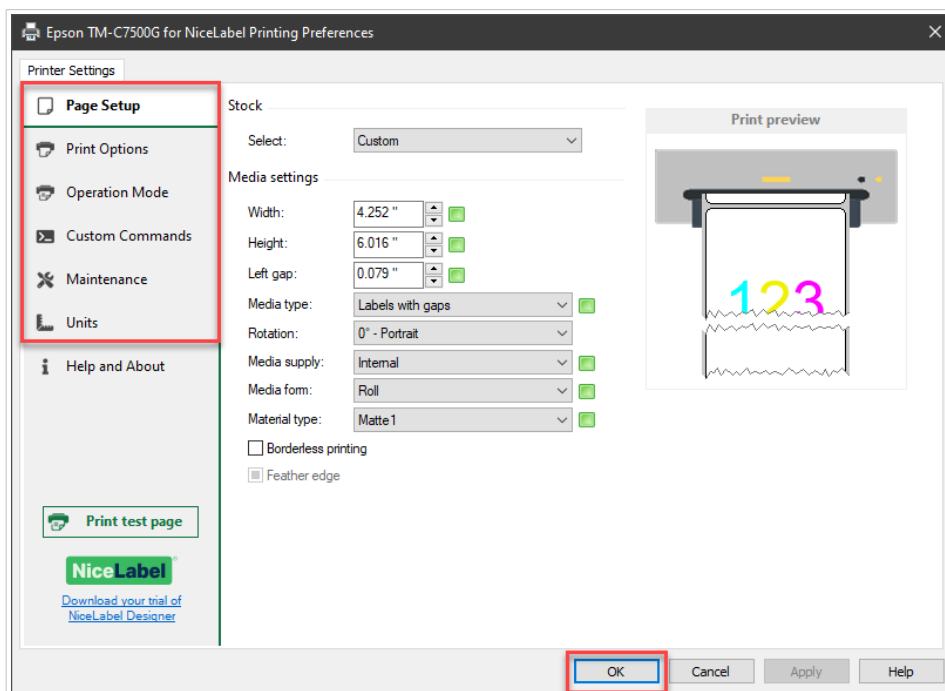 Epson TM-C7500G for NiceLabel Printing Preferences
Printer Settings
Page Setup
Print Options
Operation Mode
Custom Commands
Maintenance
Units
Help and About
Print test page
NiceLabel®
Download your trial of
NiceLabel Designer
Stock
Select: Custom
Media settings
Width: 4.252 "
Height: 6.016 "
Left gap: 0.079 "
Media type: Labels with gaps
Rotation: 0° - Portrait
Media supply: Internal
Media form: Roll
Material type: Matte1
Borderless printing
Feather edge
Print preview
123
OK Cancel Apply Help